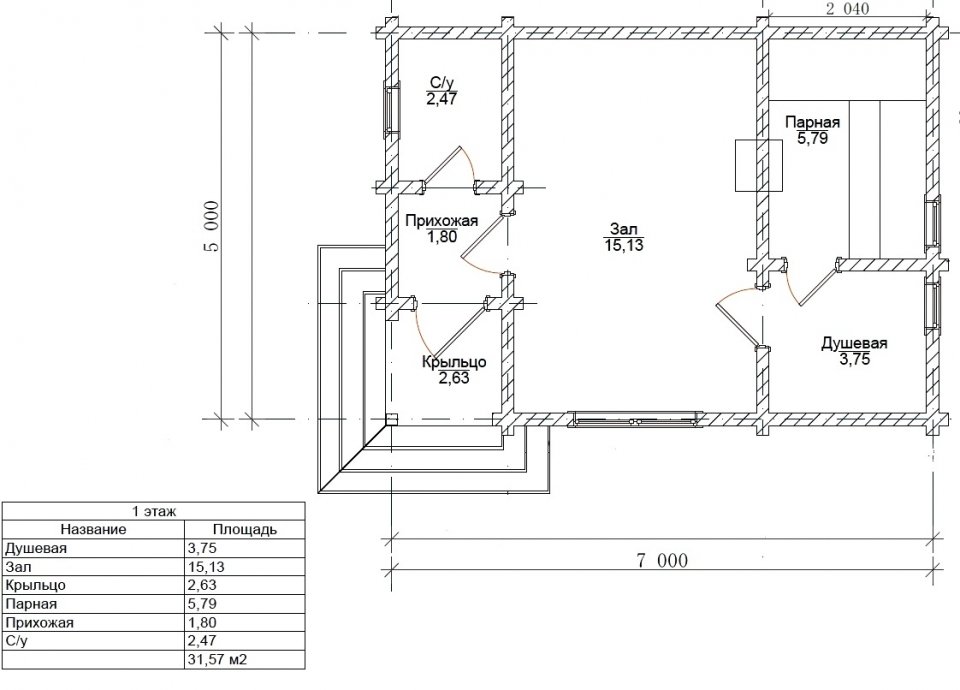 2 040
С/у
2,47
Парная
5,79
Прихожая
1,80
Зал
15,13
5 000
Крыльцо
2,63
Душевая
3,75
7 000
1 этаж
Название Площадь
Душевая 3,75
Зал 15,13
Крыльцо 2,63
Парная 5,79
Прихожая 1,80
С/у 2,47
31,57 м2